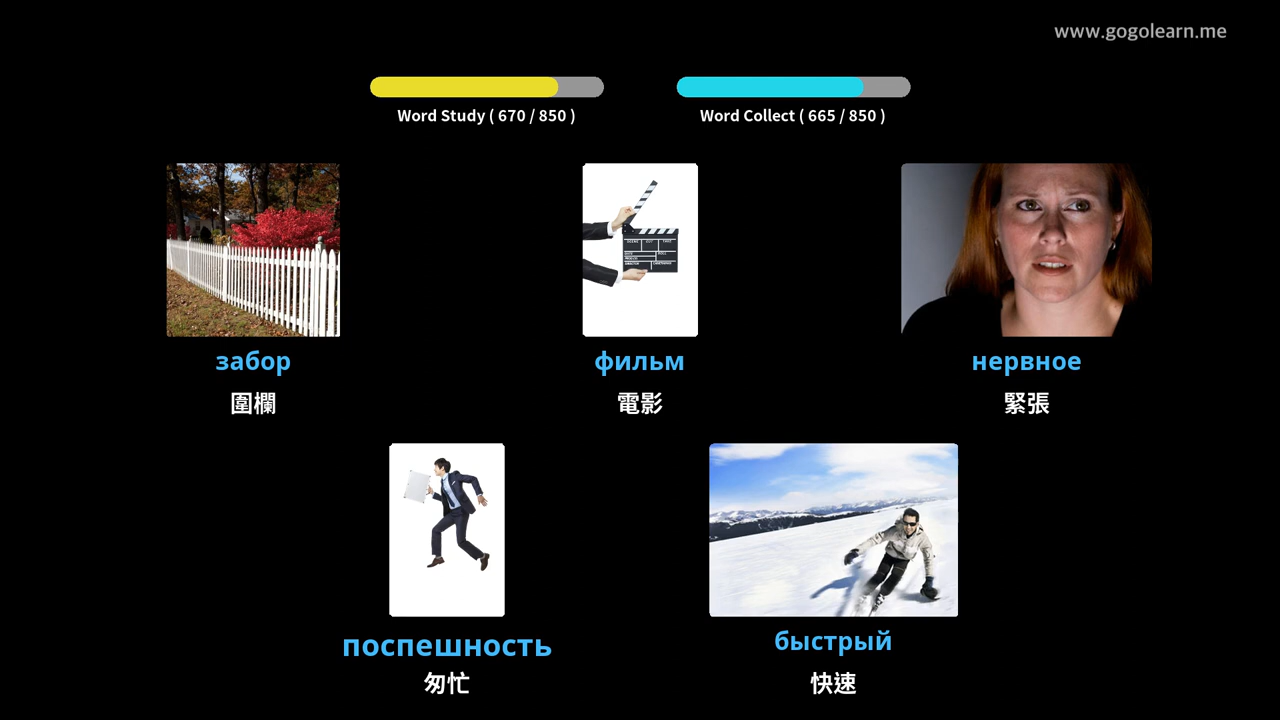 www.gogolearn.me
Word Study ( 670 / 850 )
Word Collect ( 665 / 850 )
забор
圍欄
фильм
電影
нервное
緊張
поспешность
匆忙
быстрый
快速